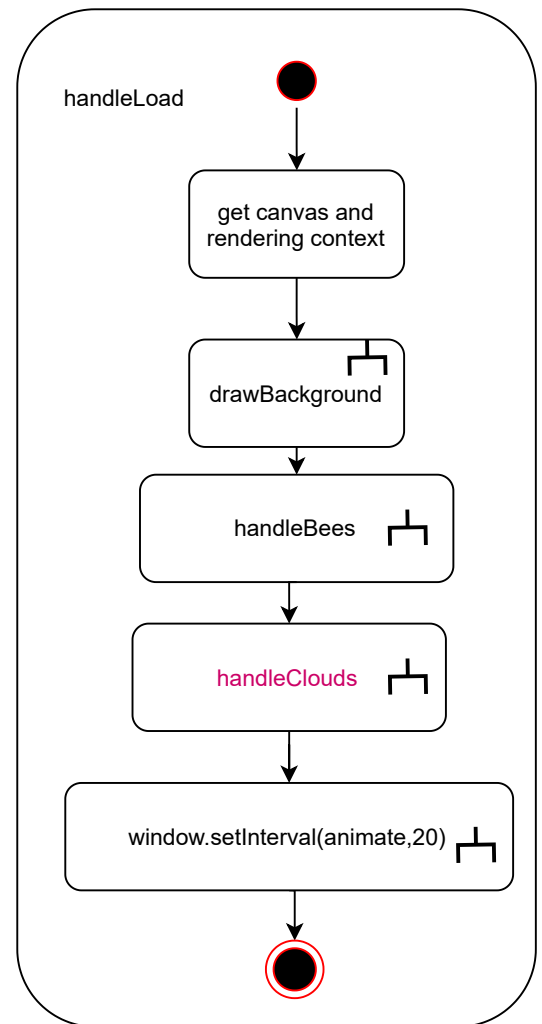 handleLoad
get canvas and
rendering context
drawBackground
handleBees
handleClouds
window.setInterval(animate,20)